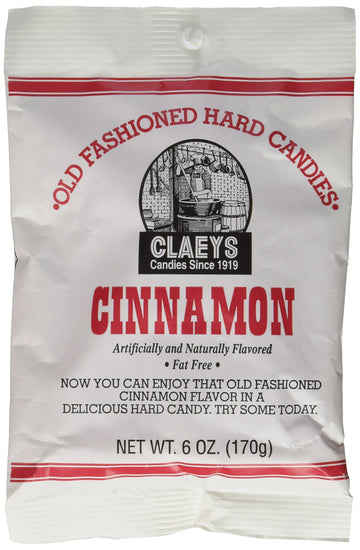 •OLD FASHIONED HARD CANDIES•
CLAEYS
Candies Since 1919
CINNAMON
Artificially and Naturally Flavored
• Fat Free •
NOW YOU CAN ENJOY THAT OLD FASHIONED
CINNAMON FLAVOR IN A
DELICIOUS HARD CANDY. TRY SOME TODAY.
NET WT. 6 OZ. (170g)